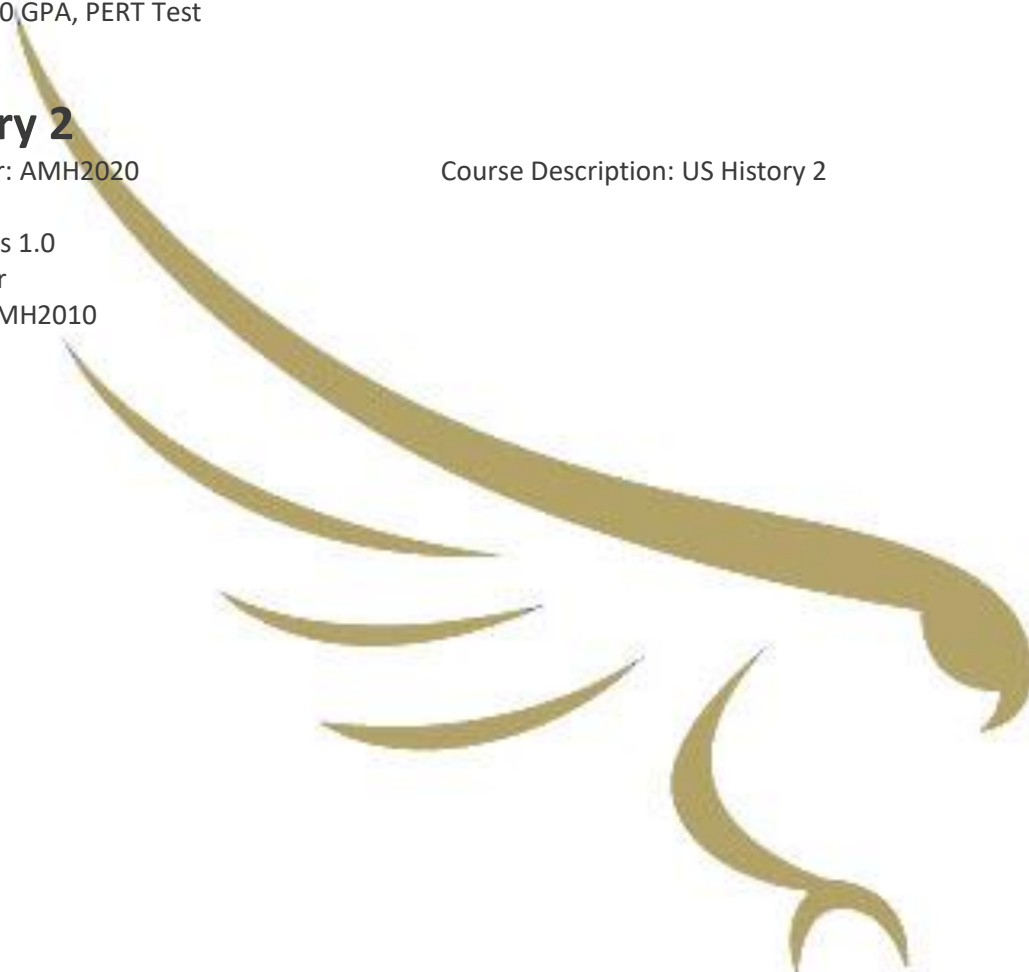 0 GPA, PERT Test
ry 2
r: AMH2020 Course Description: US History 2
s 1.0
r
MH2010